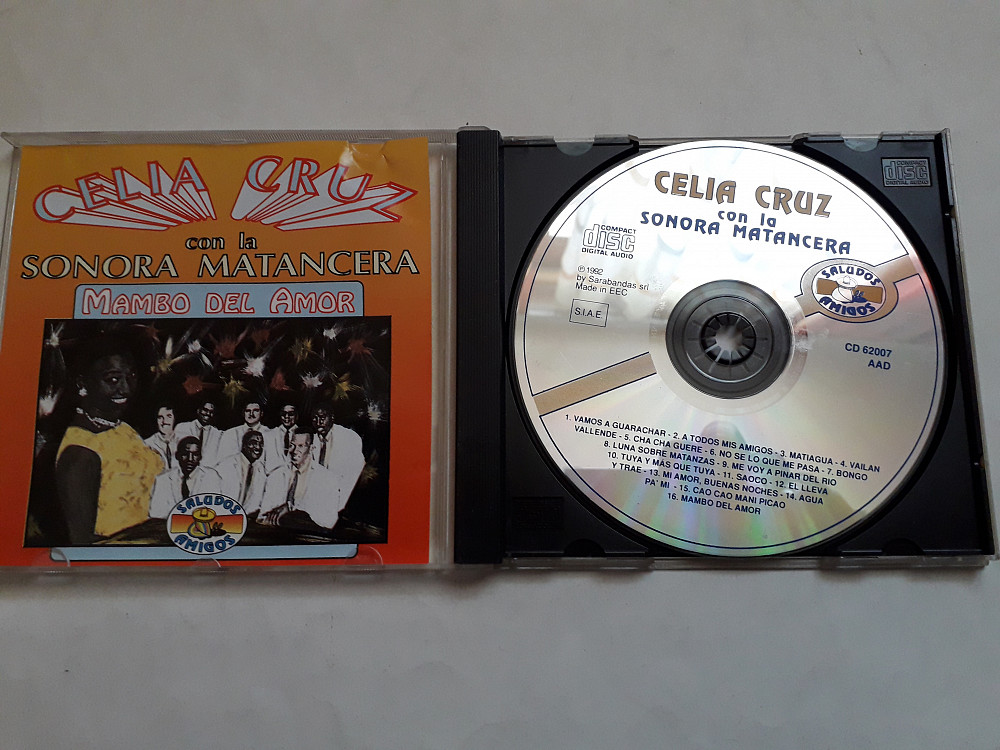 CELIA CRUZ
con la
SONORA MATANCERA
MAMBO DEL AMOR
SALUDOS
AMIGOS
CELIA CRUZ
con la
SONORA MATANCERA
COMPACT
disc
DIGITAL AUDIO
℗ 1992
by Sarabandas srl
Made in EEC
S.I.A.E
SALUDOS
AMIGOS
CD 62007
AAD
1. VAMOS A GUARACHAR - 2. A TODOS MIS AMIGOS - 3. MATIAGUA - 4. VAILAN
VALLENDE - 5. CHA CHA GUERE - 6. NO SE LO QUE ME PASA - 7. BONGO
8. LUNA SOBRE MATANZAS - 9. ME VOY A PINAR DEL RIO
10. TUYA Y MAS QUE TUYA - 11. SAOCO - 12. EL LLEVA
Y TRAE - 13. MI AMOR, BUENAS NOCHES - 14. AGUA
PA' MI - 15. CAO CAO MANI PICAO
16. MAMBO DEL AMOR
COMPACT
disc
DIGITAL AUDIO